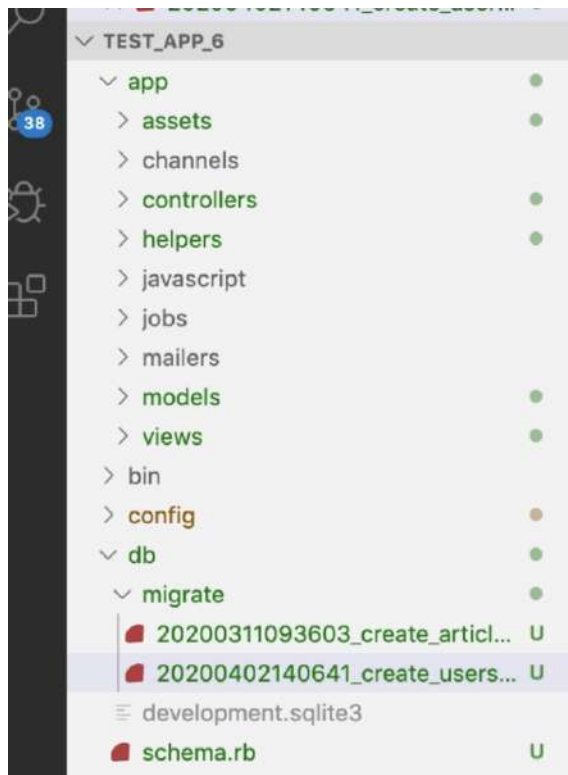 TEST_APP_6
app
38
assets
channels
controllers
helpers
javascript
jobs
mailers
models
views
bin
config
db
migrate
20200311093603_create_articl... U
20200402140641_create_users... U
development.sqlite3
schema.rb U